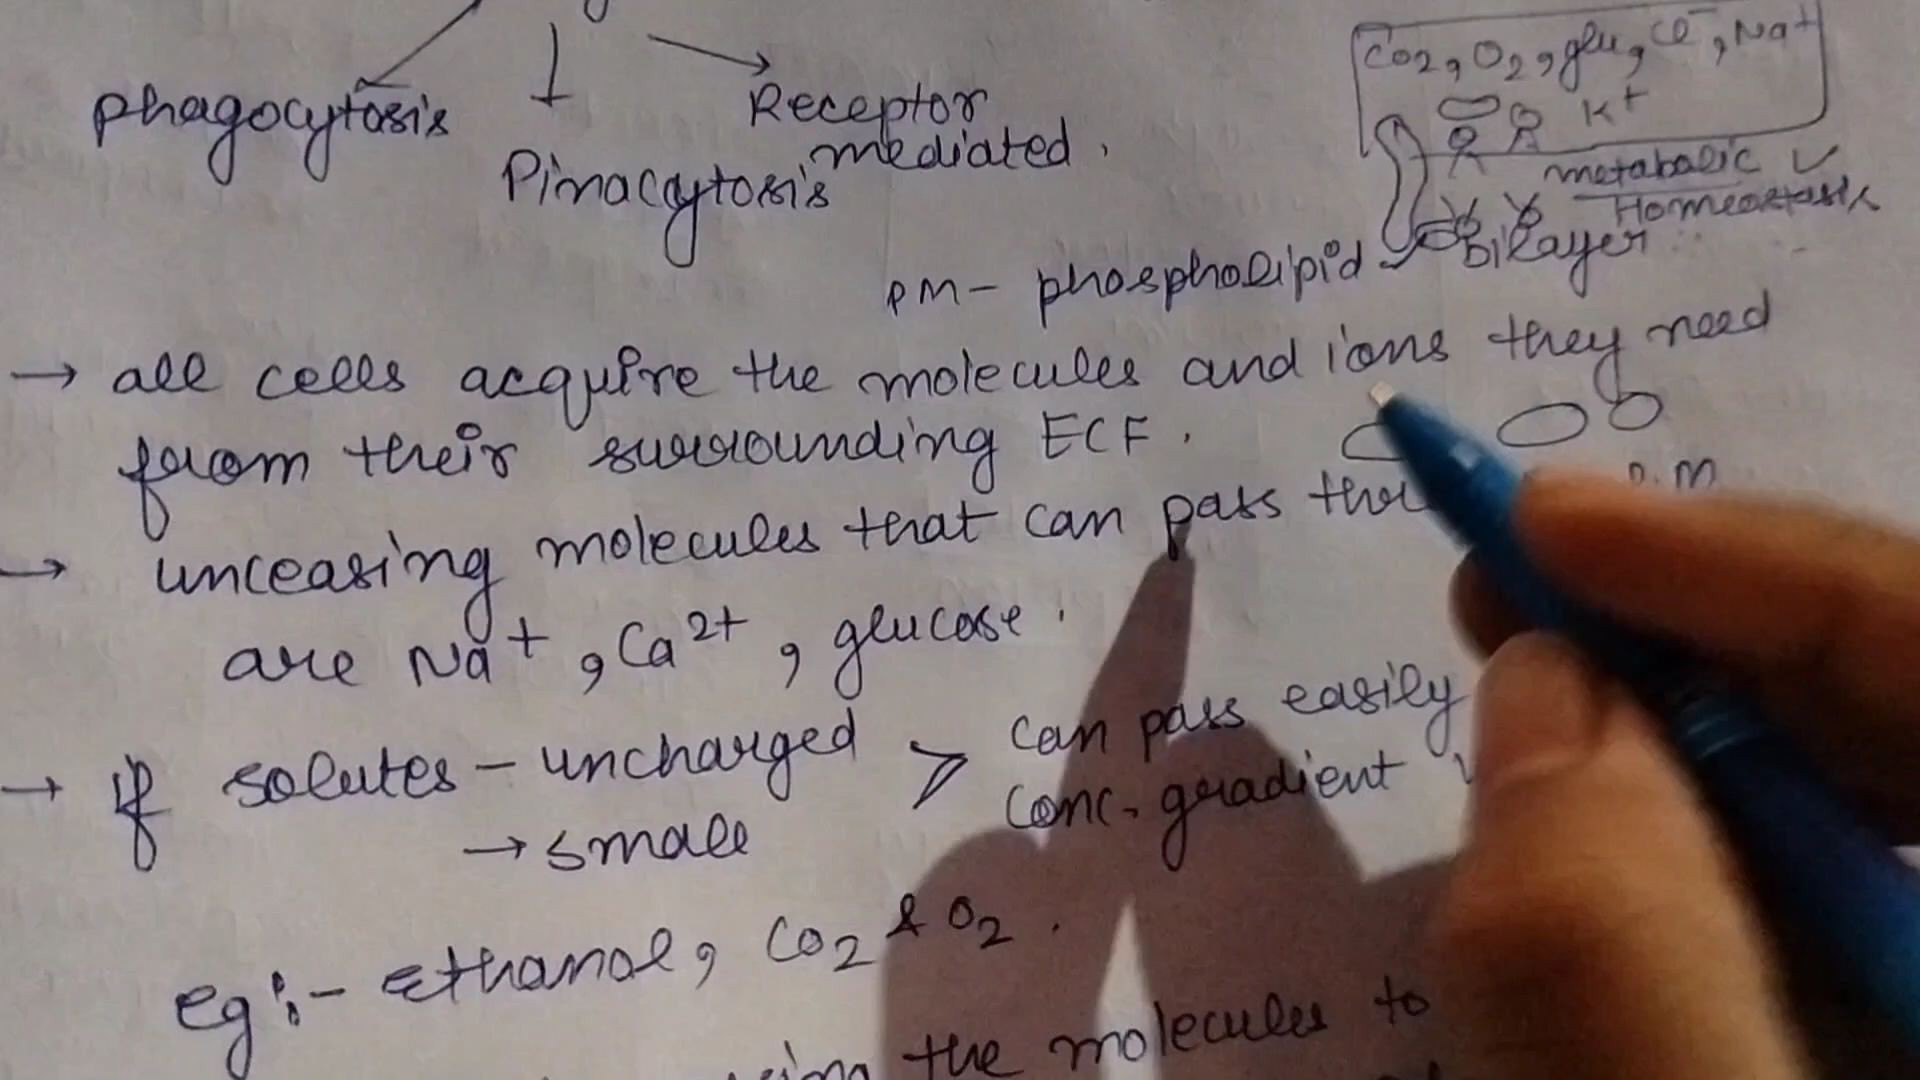 CO2, O2, glu, Cl-, Na+
K+
phagocytosis
Receptor
mediated.
Pinacytosis
metabolic ✓
Homeostasis
PM- phospholipid Bilayer
→ all cells acquire the molecules and ions they need
from their surrounding ECF.
→ unceasing molecules that can pass P.M
are Na+, Ca2+, glucose.
→ if solutes - uncharged > can pass easily
→ small conc. gradient
eg:- Ethanol, CO2 & O2.
the molecules to